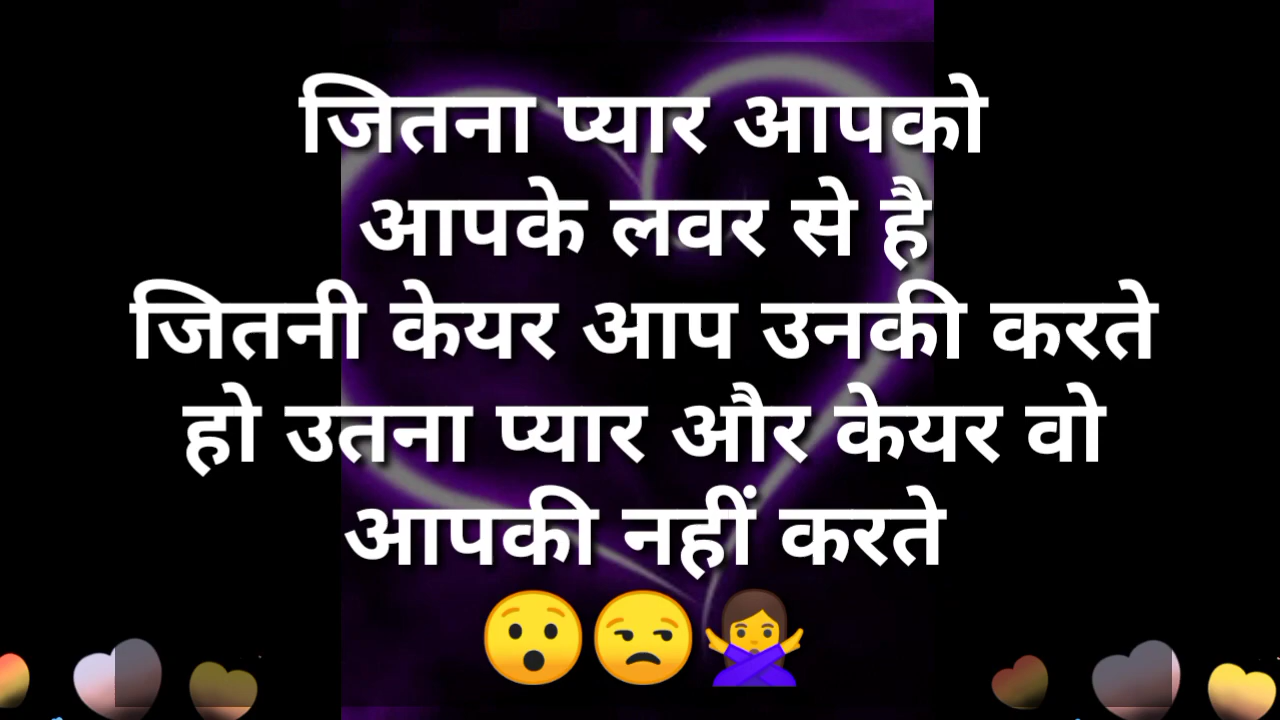 जितना प्यार आपको
आपके लवर से है
जितनी केयर आप उनकी करते
हो उतना प्यार और केयर वो
आपकी नहीं करते
😯😒🙅